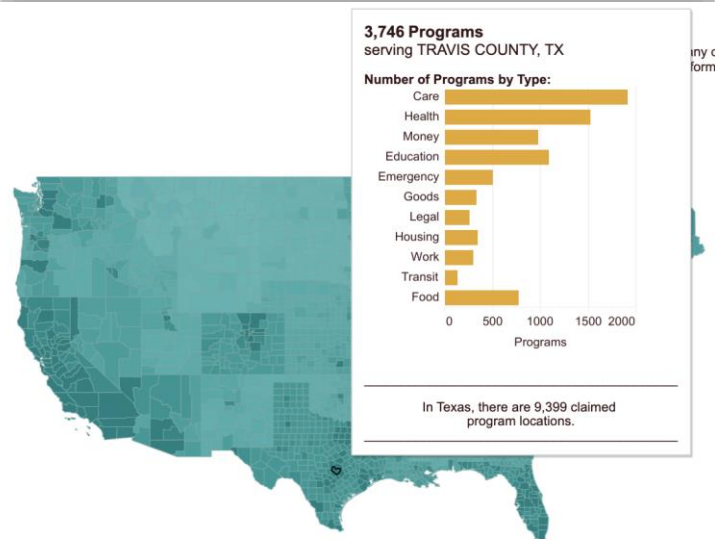 3,746 Programs
serving TRAVIS COUNTY, TX
Number of Programs by Type:
Care
Health
Money
Education
Emergency
Goods
Legal
Housing
Work
Transit
Food
0 500 1000 1500 2000
Programs
In Texas, there are 9,399 claimed
program locations.